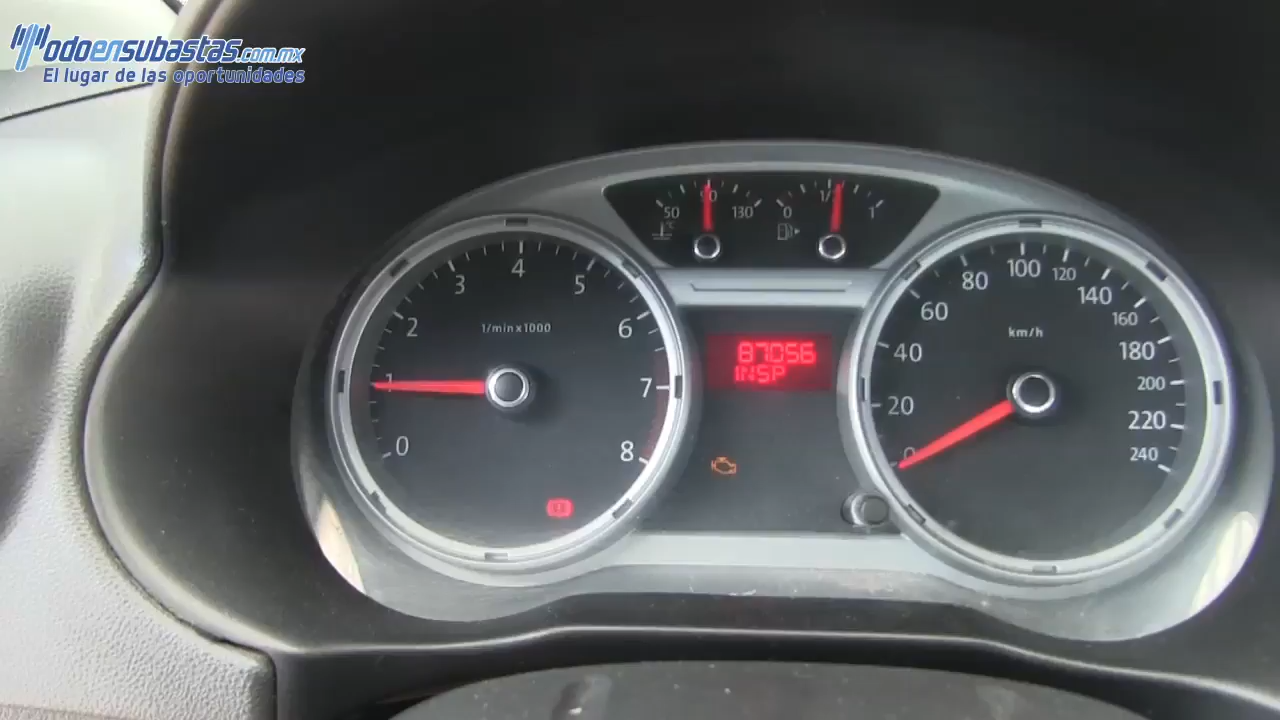 Todoensubastas.com.mx
El lugar de las oportunidades
50 90 130
0 1/2 1
0 1 2 3 4 5 6 7 8
1/min x 1000
87056
INSP
0 20 40 60 80 100 120 140 160 180 200 220 240
km/h